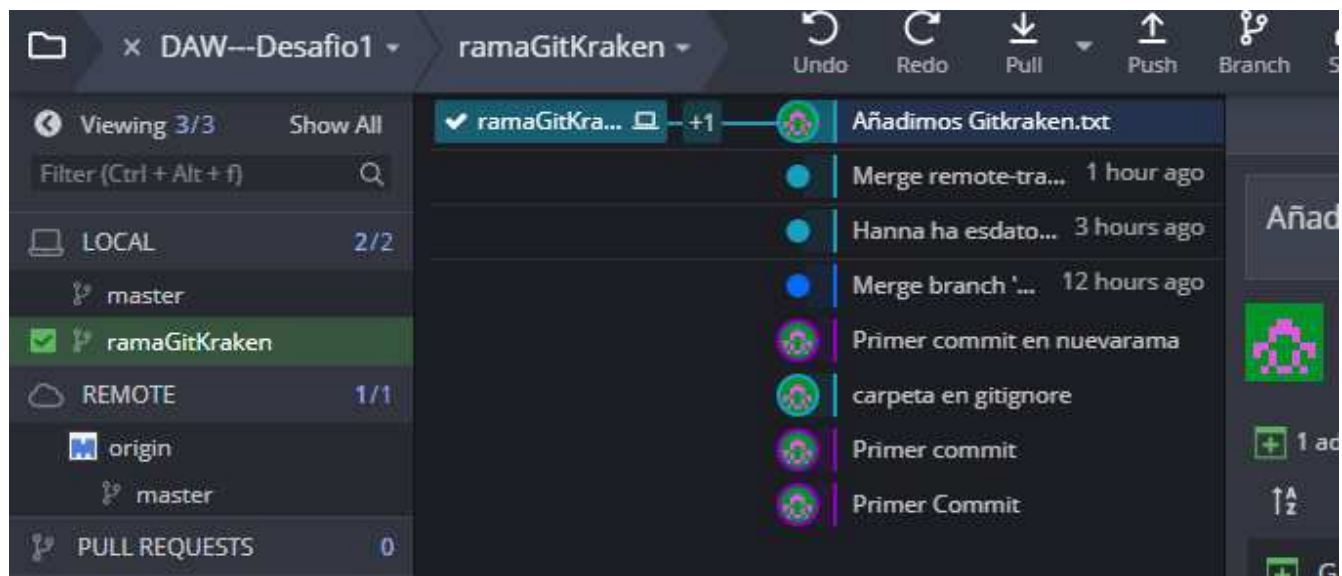 DAW---Desafio1
ramaGitKraken
Undo
Redo
Pull
Push
Branch
Viewing 3/3 Show All
Filter (Ctrl + Alt + f)
LOCAL 2/2
master
ramaGitKraken
REMOTE 1/1
origin
master
PULL REQUESTS 0
ramaGitKra... +1 Añadimos Gitkraken.txt
Merge remote-tra... 1 hour ago
Hanna ha esdato... 3 hours ago
Merge branch '... 12 hours ago
Primer commit en nuevarama
carpeta en gitignore
Primer commit
Primer Commit
Añad
1 ad